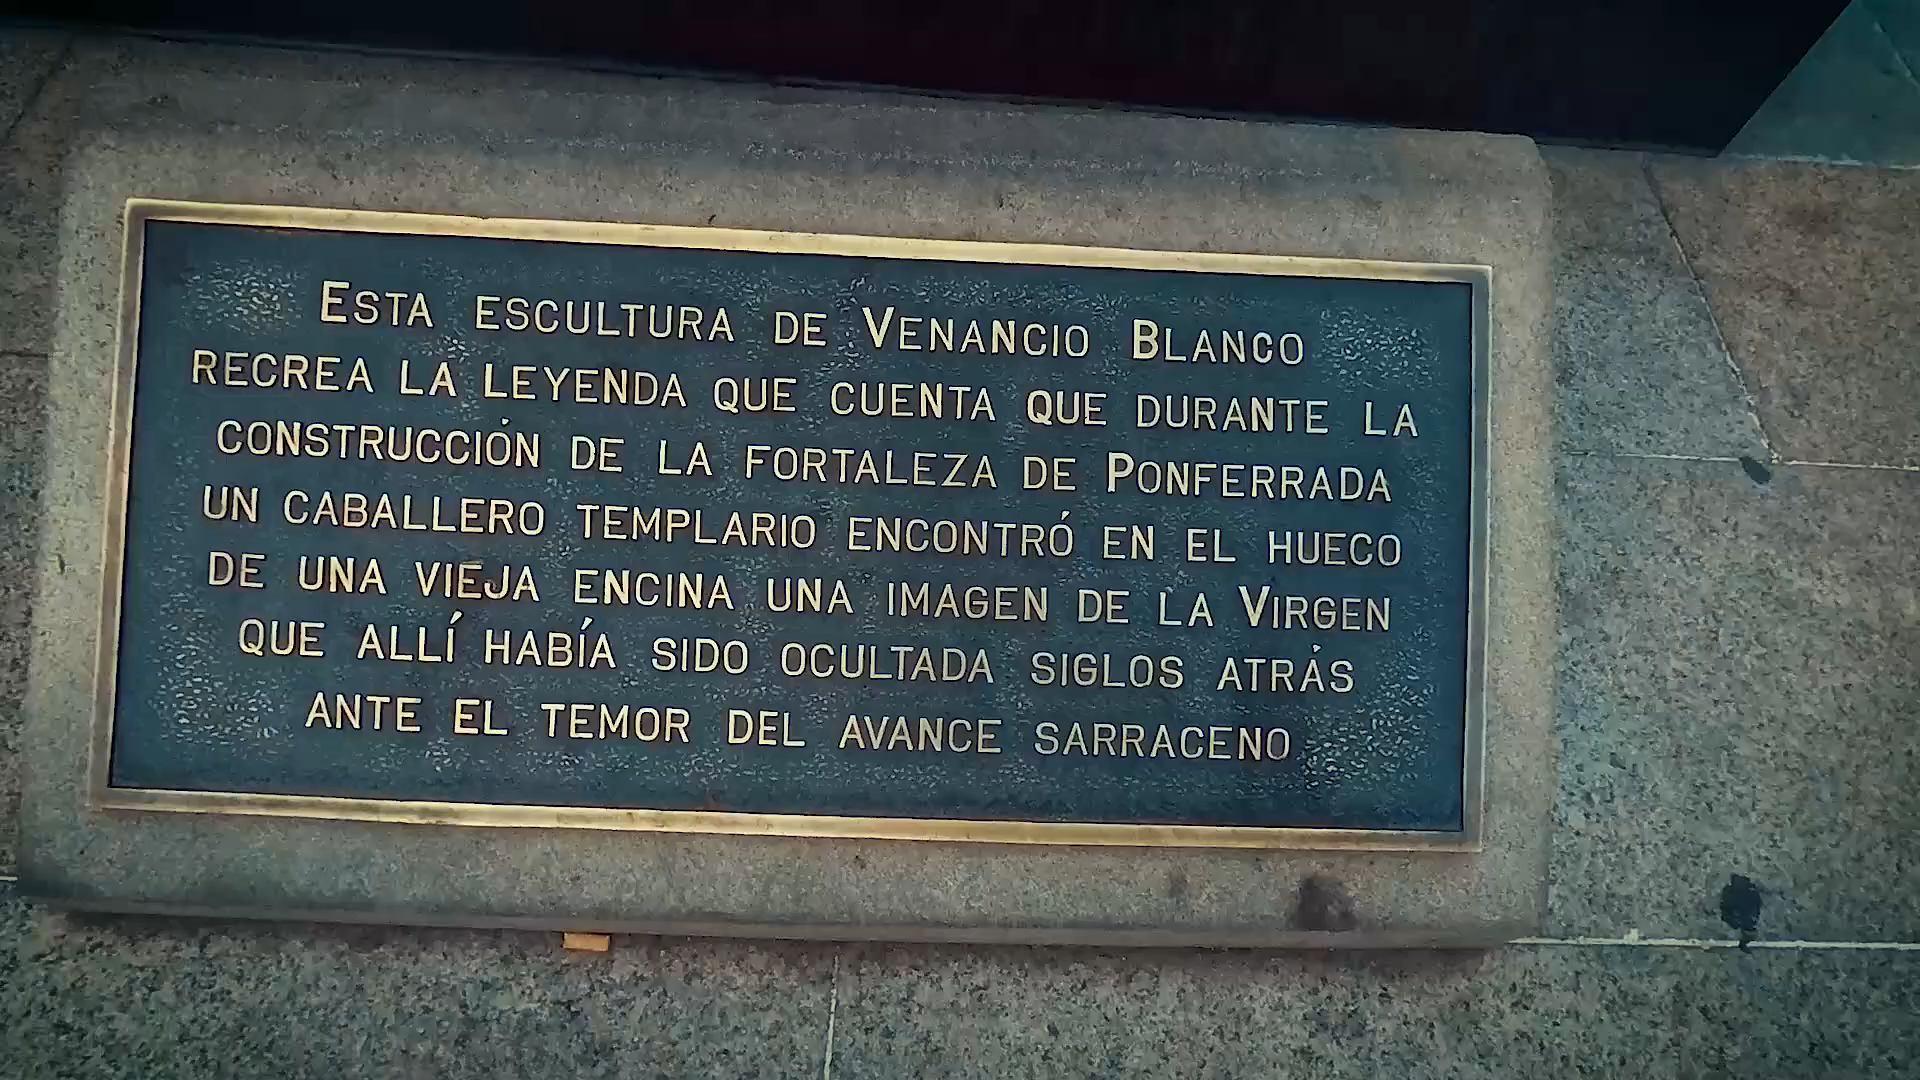 ESTA ESCULTURA DE VENANCIO BLANCO
RECREA LA LEYENDA QUE CUENTA QUE DURANTE LA
CONSTRUCCIÓN DE LA FORTALEZA DE PONFERRADA
UN CABALLERO TEMPLARIO ENCONTRÓ EN EL HUECO
DE UNA VIEJA ENCINA UNA IMAGEN DE LA VIRGEN
QUE ALLÍ HABÍA SIDO OCULTADA SIGLOS ATRÁS
ANTE EL TEMOR DEL AVANCE SARRACENO